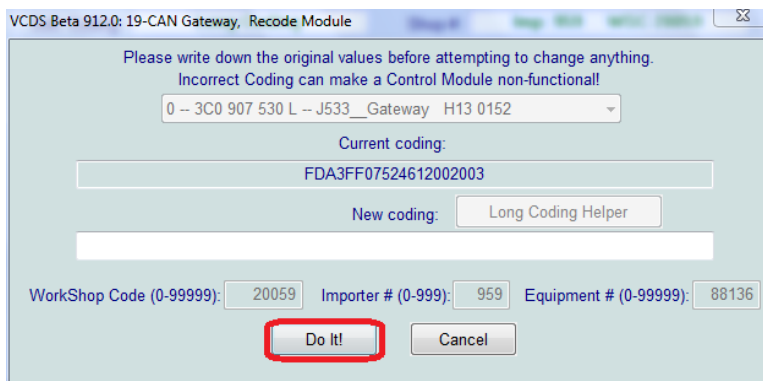 VCDS Beta 912.0: 19-CAN Gateway, Recode Module
Please write down the original values before attempting to change anything.
Incorrect Coding can make a Control Module non-functional!
0 -- 3C0 907 530 L -- J533__Gateway H13 0152
Current coding:
FDA3FF07524612002003
New coding: Long Coding Helper
WorkShop Code (0-99999): 20059 Importer # (0-999): 959 Equipment # (0-99999): 88136
Do It! Cancel